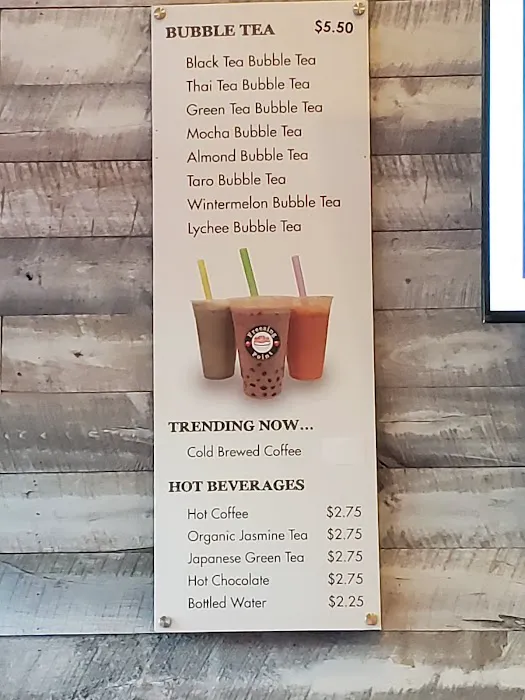 BUBBLE TEA $5.50
Black Tea Bubble Tea
Thai Tea Bubble Tea
Green Tea Bubble Tea
Mocha Bubble Tea
Almond Bubble Tea
Taro Bubble Tea
Wintermelon Bubble Tea
Lychee Bubble Tea
Freezing
Point
TRENDING NOW...
Cold Brewed Coffee
HOT BEVERAGES
Hot Coffee $2.75
Organic Jasmine Tea $2.75
Japanese Green Tea $2.75
Hot Chocolate $2.75
Bottled Water $2.25